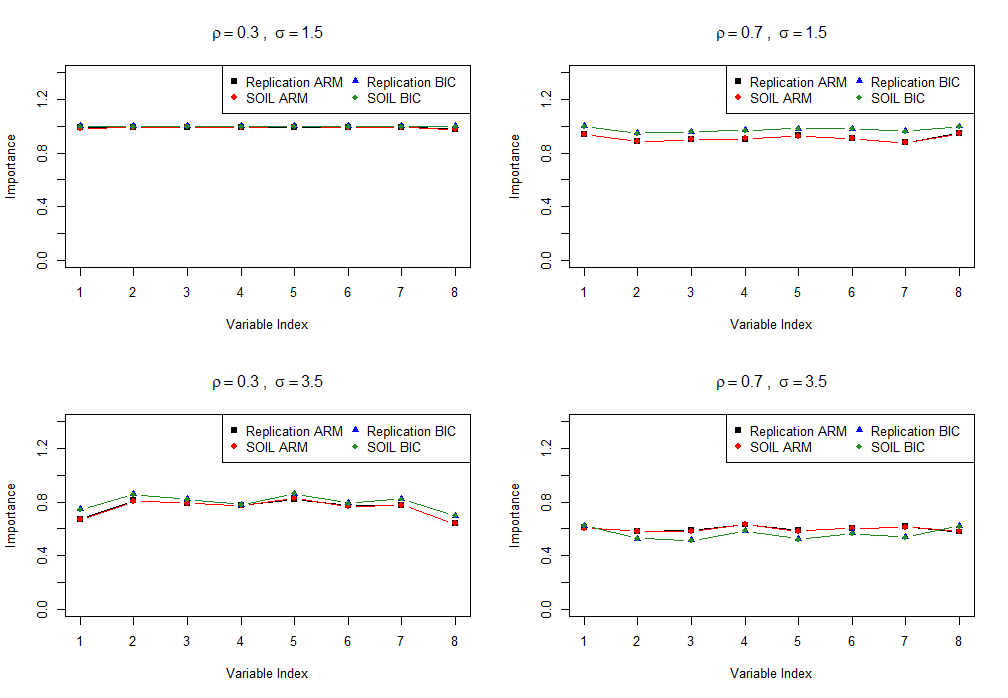 ρ = 0.3 , σ = 1.5
Importance
0.0 0.4 0.8 1.2
Replication ARM Replication BIC
SOIL ARM SOIL BIC
1 2 3 4 5 6 7 8
Variable Index
ρ = 0.7 , σ = 1.5
Importance
0.0 0.4 0.8 1.2
Replication ARM Replication BIC
SOIL ARM SOIL BIC
1 2 3 4 5 6 7 8
Variable Index
ρ = 0.3 , σ = 3.5
Importance
0.0 0.4 0.8 1.2
Replication ARM Replication BIC
SOIL ARM SOIL BIC
1 2 3 4 5 6 7 8
Variable Index
ρ = 0.7 , σ = 3.5
Importance
0.0 0.4 0.8 1.2
Replication ARM Replication BIC
SOIL ARM SOIL BIC
1 2 3 4 5 6 7 8
Variable Index